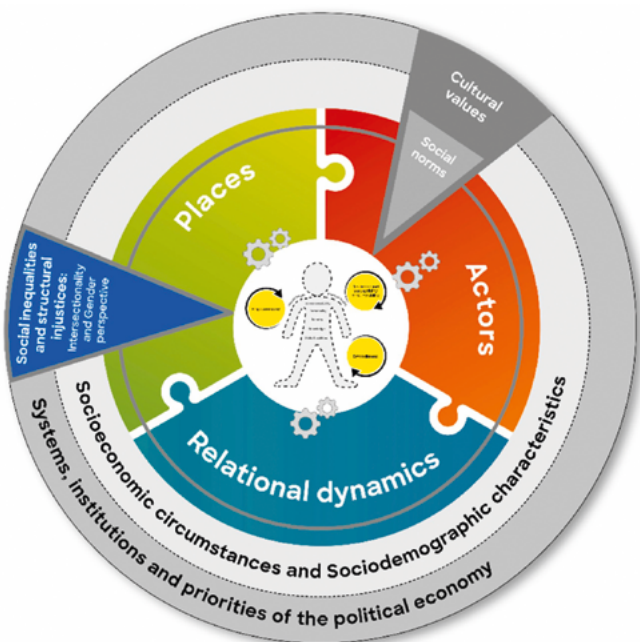 Cultural
values
Social
norms
Places
Actors
Social inequalities
and structural
injustices:
Intersectionality
and Gender
perspective
Relational dynamics
Socioeconomic circumstances and Sociodemographic characteristics
Systems, institutions and priorities of the political economy